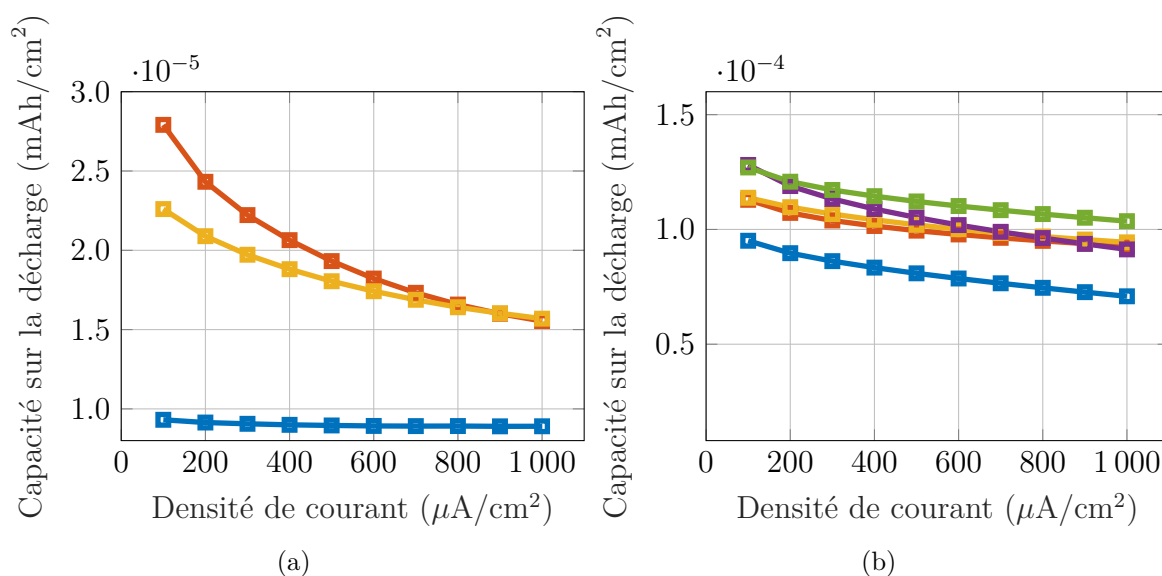 ·10⁻⁵
3.0
2.5
2.0
1.5
1.0
0 200 400 600 800 1 000
Capacité sur la décharge (mAh/cm²)
Densité de courant (μA/cm²)
(a)
·10⁻⁴
1.5
1.0
0.5
0 200 400 600 800 1 000
Capacité sur la décharge (mAh/cm²)
Densité de courant (μA/cm²)
(b)